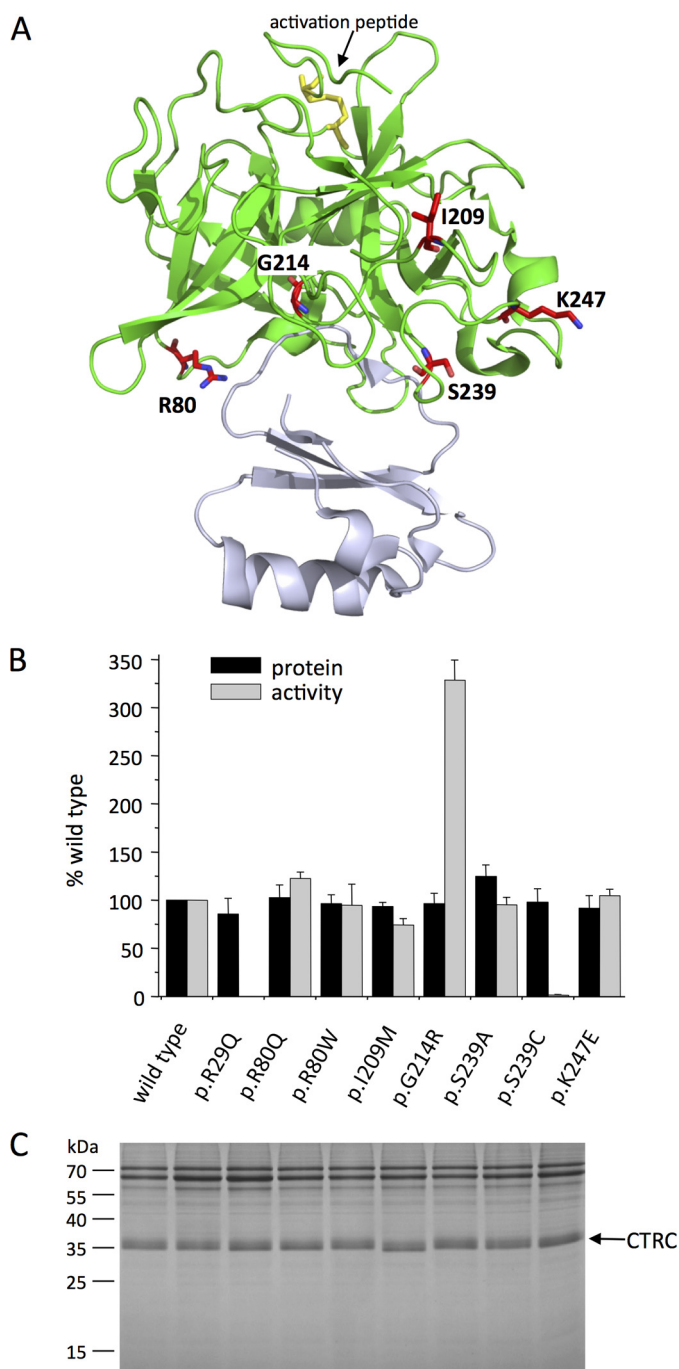 A
activation peptide
I209
G214
K247
R80
S239
B
350
300
250
200
150
100
50
0
% wild type
protein
activity
wild type
p.R29Q
p.R80Q
p.R80W
p.I209M
p.G214R
p.S239A
p.S239C
p.K247E
C
kDa
70
55
40
35
25
15
CTRC